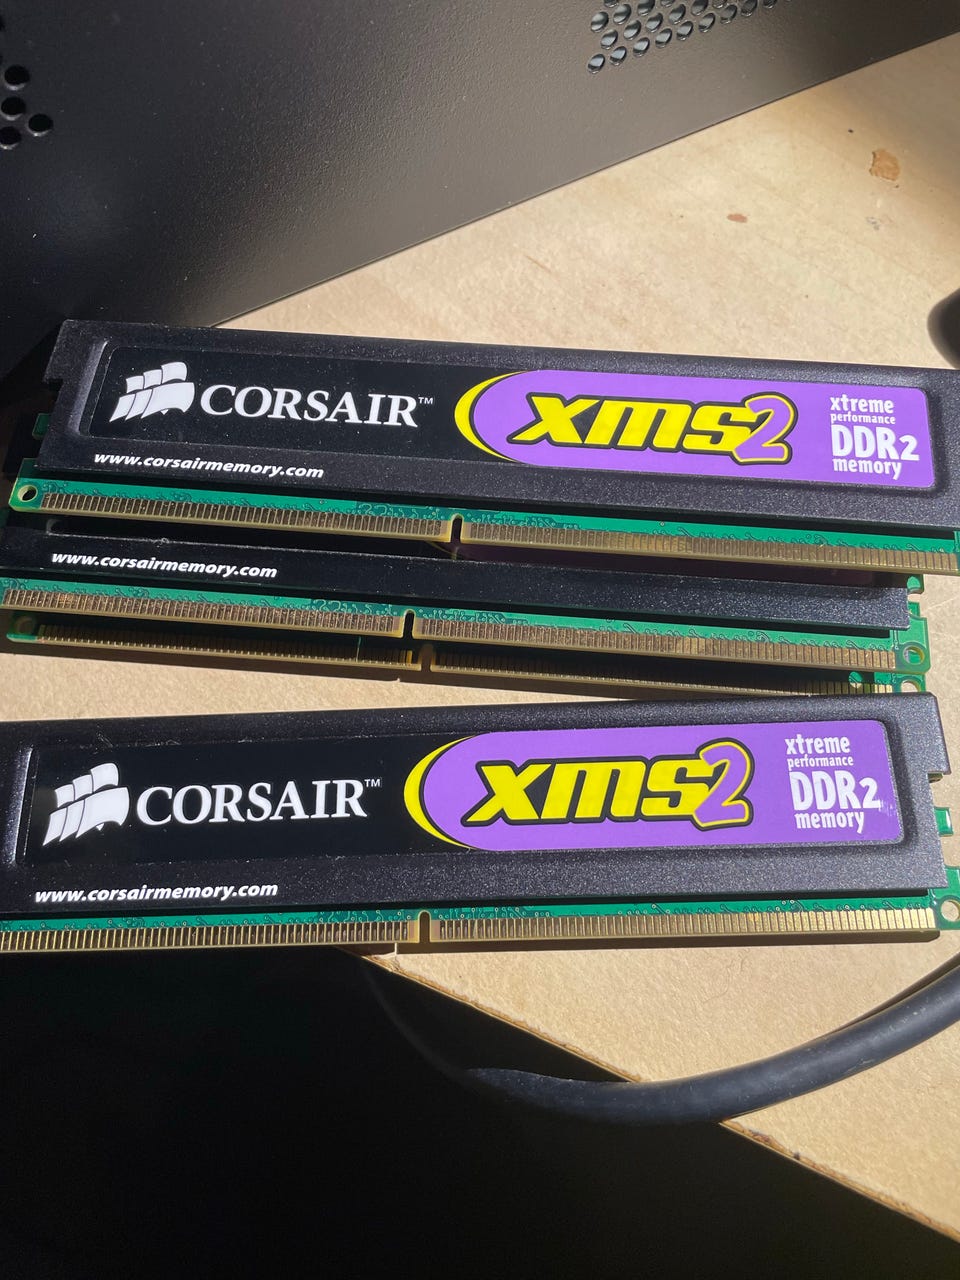 CORSAIR™
xms2
xtreme
performance
DDR2
memory
www.corsairmemory.com
www.corsairmemory.com
CORSAIR™
xms2
xtreme
performance
DDR2
memory
www.corsairmemory.com